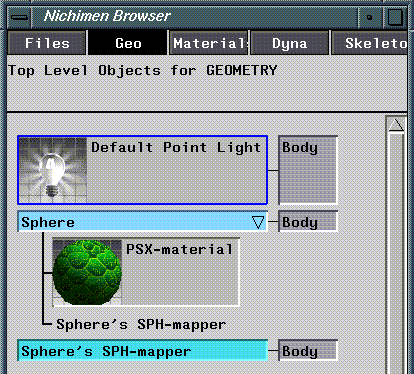 Nichimen Browser
Files Geo Materials Dyna Skeleto
Top Level Objects for GEOMETRY
Default Point Light Body
Sphere Body
PSX-material
Sphere's SPH-mapper
Sphere's SPH-mapper Body